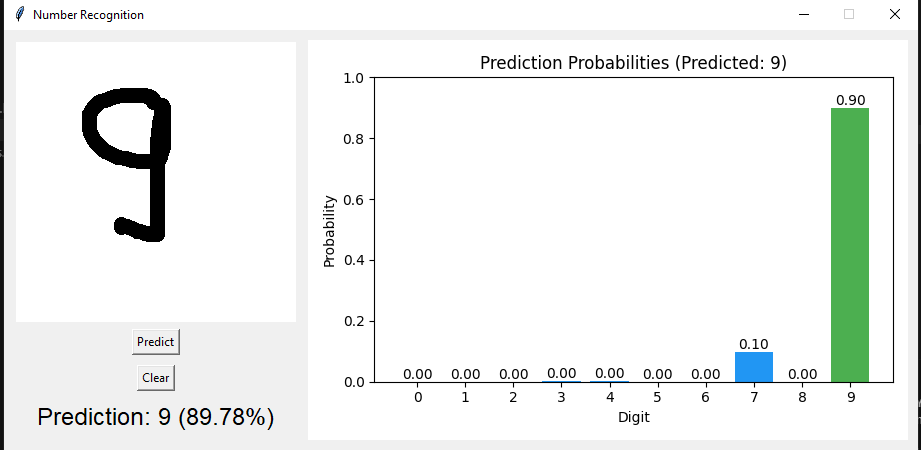 Number Recognition
9
Predict
Clear
Prediction: 9 (89.78%)
Prediction Probabilities (Predicted: 9)
Probability
1.0
0.8
0.6
0.4
0.2
0.0
0.00 0.00 0.00 0.00 0.00 0.00 0.00 0.10 0.00 0.90
0 1 2 3 4 5 6 7 8 9
Digit